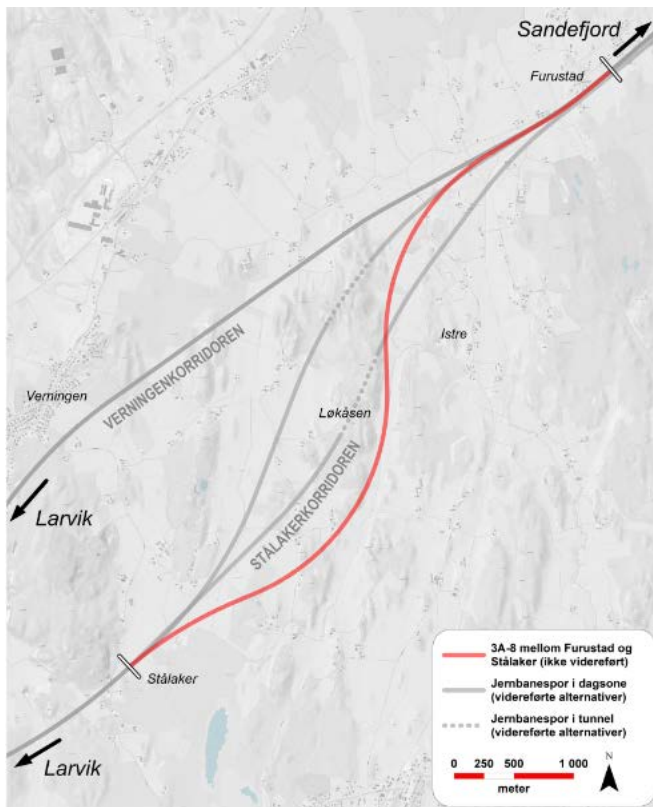 Sandefjord
Furustad
Istre
Verningen
VERNINGENKORRIDOREN
Løkåsen
STÅLAKERKORRIDOREN
Larvik
Stålaker
Larvik
3A-8 mellom Furustad og
Stålaker (ikke videreført)
Jernbanespor i dagsone
(videreførte alternativer)
Jernbanespor i tunnel
(videreførte alternativer)
0 250 500 1 000
meter
N